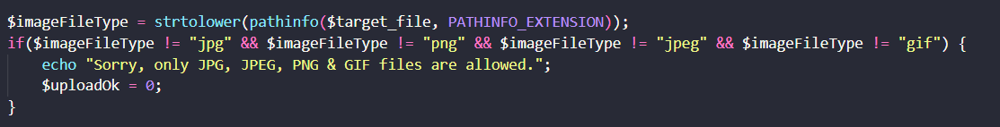 $imageFileType = strtolower(pathinfo($target_file, PATHINFO_EXTENSION));
if($imageFileType != "jpg" && $imageFileType != "png" && $imageFileType != "jpeg" && $imageFileType != "gif") {
    echo "Sorry, only JPG, JPEG, PNG & GIF files are allowed.";
    $uploadOk = 0;
}